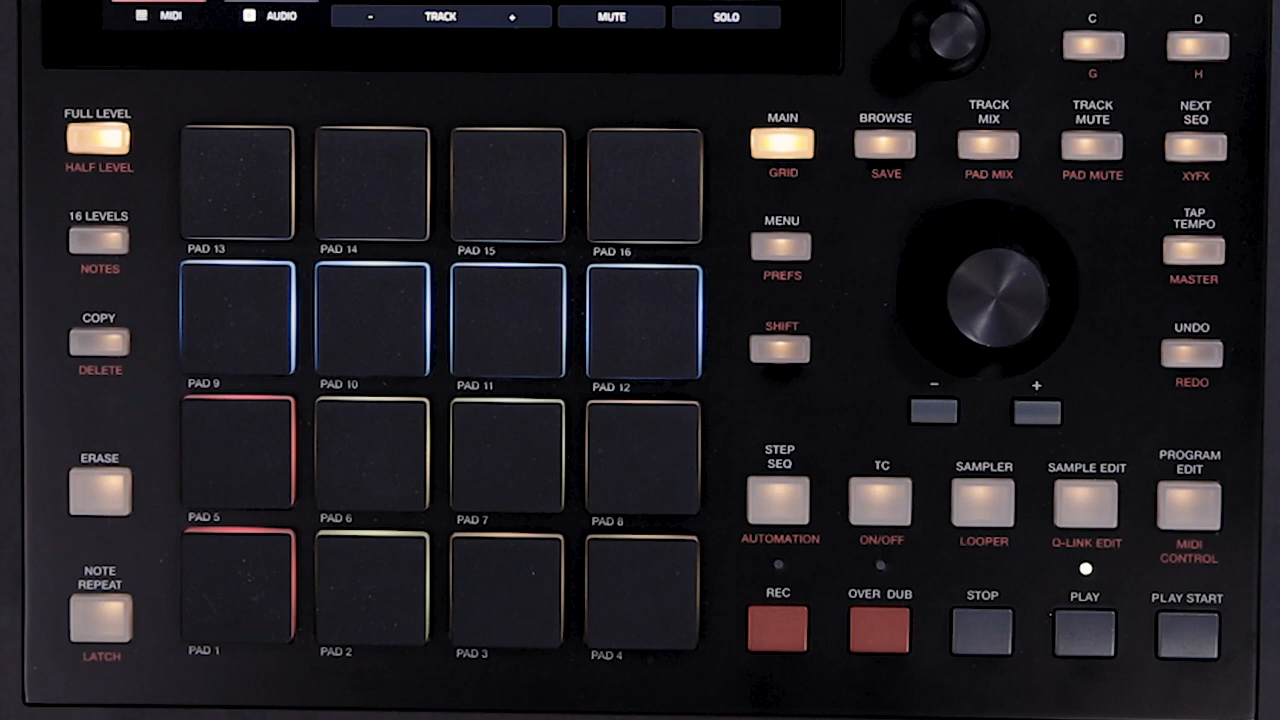 MIDI AUDIO - TRACK + MUTE SOLO
C D
G H
FULL LEVEL
HALF LEVEL
16 LEVELS
NOTES
COPY
DELETE
ERASE
NOTE
REPEAT
LATCH
PAD 13 PAD 14 PAD 15 PAD 16
PAD 9 PAD 10 PAD 11 PAD 12
PAD 5 PAD 6 PAD 7 PAD 8
PAD 1 PAD 2 PAD 3 PAD 4
MAIN
GRID
BROWSE
SAVE
TRACK
MIX
PAD MIX
TRACK
MUTE
PAD MUTE
NEXT
SEQ
XYFX
MENU
PREFS
SHIFT
TAP
TEMPO
MASTER
UNDO
REDO
- +
STEP
SEQ
AUTOMATION
TC
ON/OFF
SAMPLER
LOOPER
SAMPLE EDIT
Q-LINK EDIT
PROGRAM
EDIT
MIDI
CONTROL
REC OVER DUB STOP PLAY PLAY START